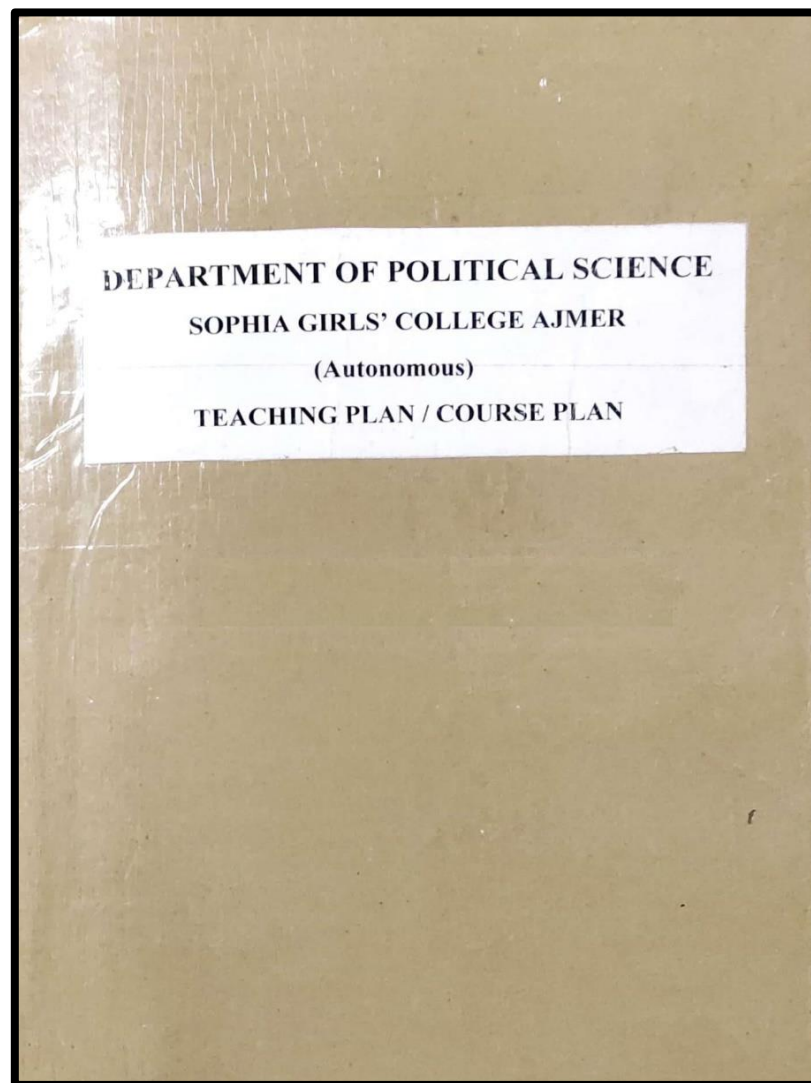 DEPARTMENT OF POLITICAL SCIENCE
SOPHIA GIRLS' COLLEGE AJMER
(Autonomous)
TEACHING PLAN / COURSE PLAN